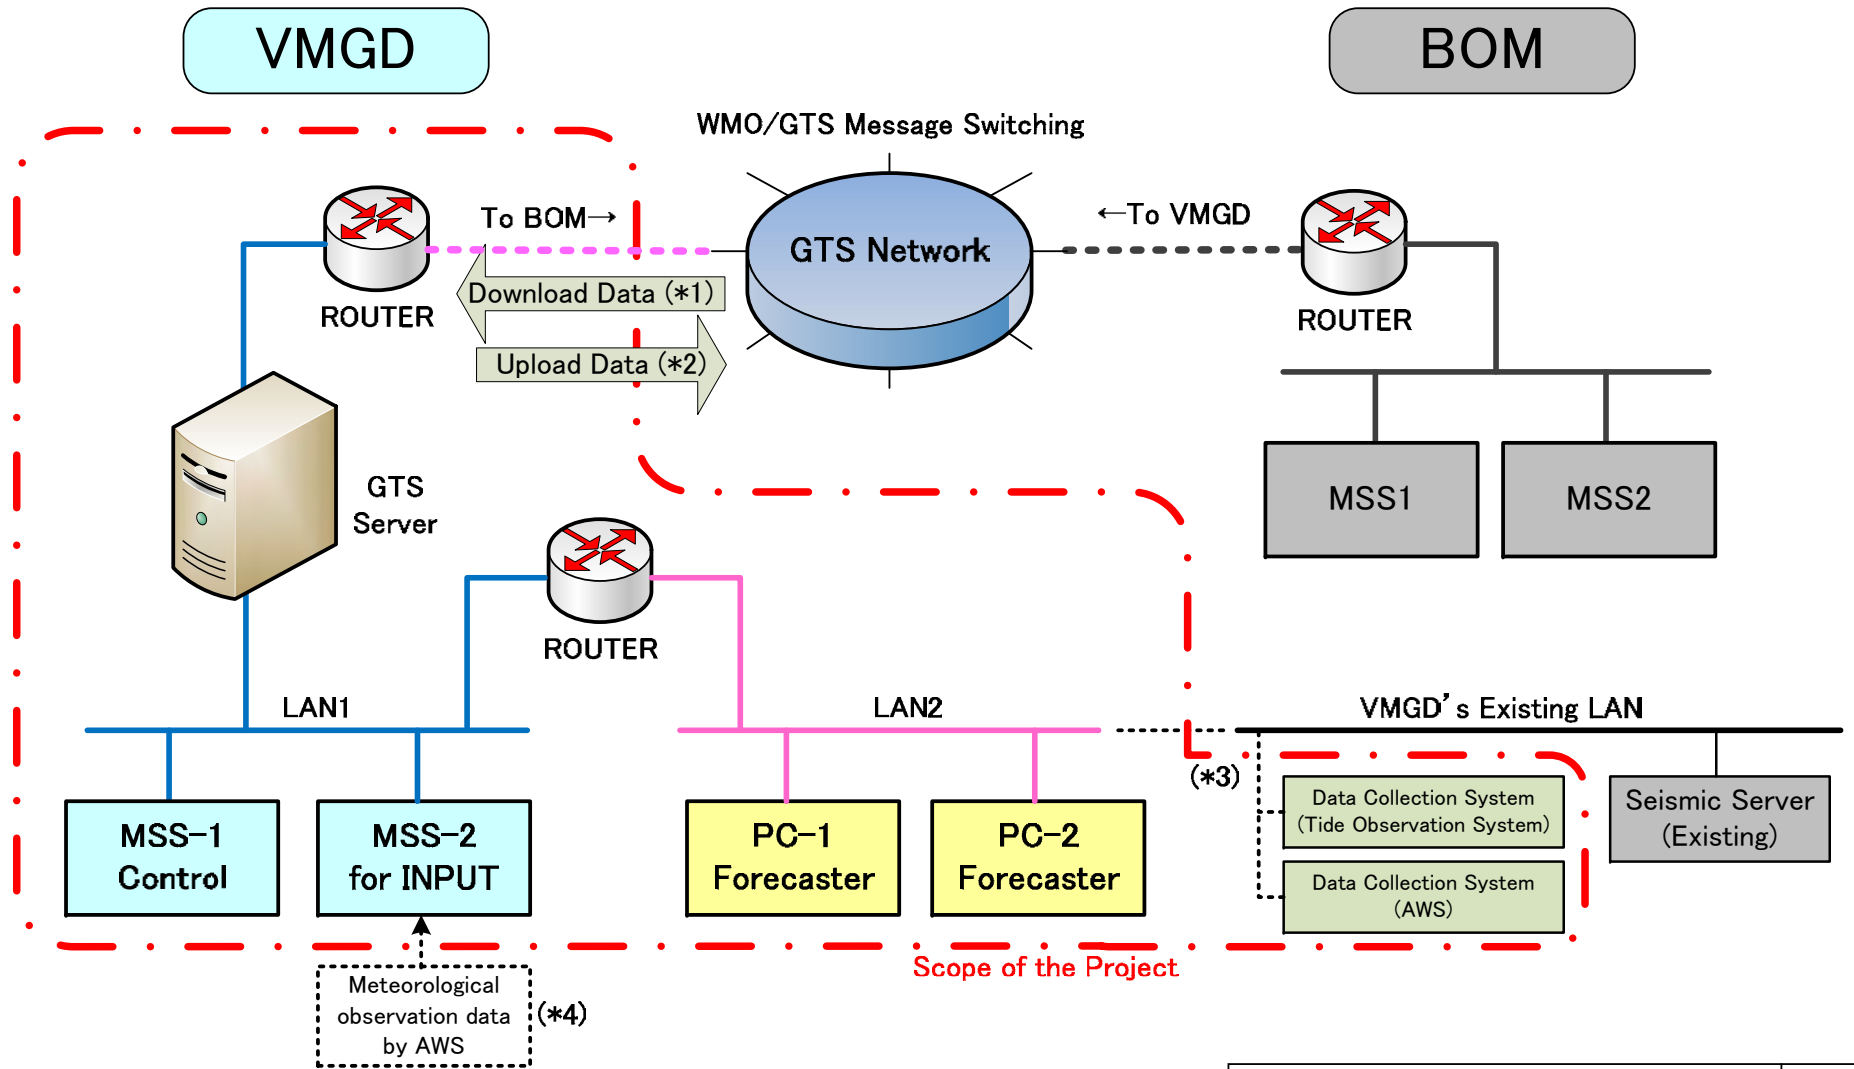 VMGD
BOM
WMO/GTS Message Switching
To BOM→
←To VMGD
GTS Network
Download Data (*1)
ROUTER
ROUTER
Upload Data (*2)
GTS
Server
MSS1
MSS2
ROUTER
LAN1
LAN2
VMGD's Existing LAN
(*3)
MSS-1
Control
MSS-2
for INPUT
PC-1
Forecaster
PC-2
Forecaster
Data Collection System
(Tide Observation System)
Data Collection System
(AWS)
Seismic Server
(Existing)
Scope of the Project
Meteorological
observation data
by AWS
(*4)